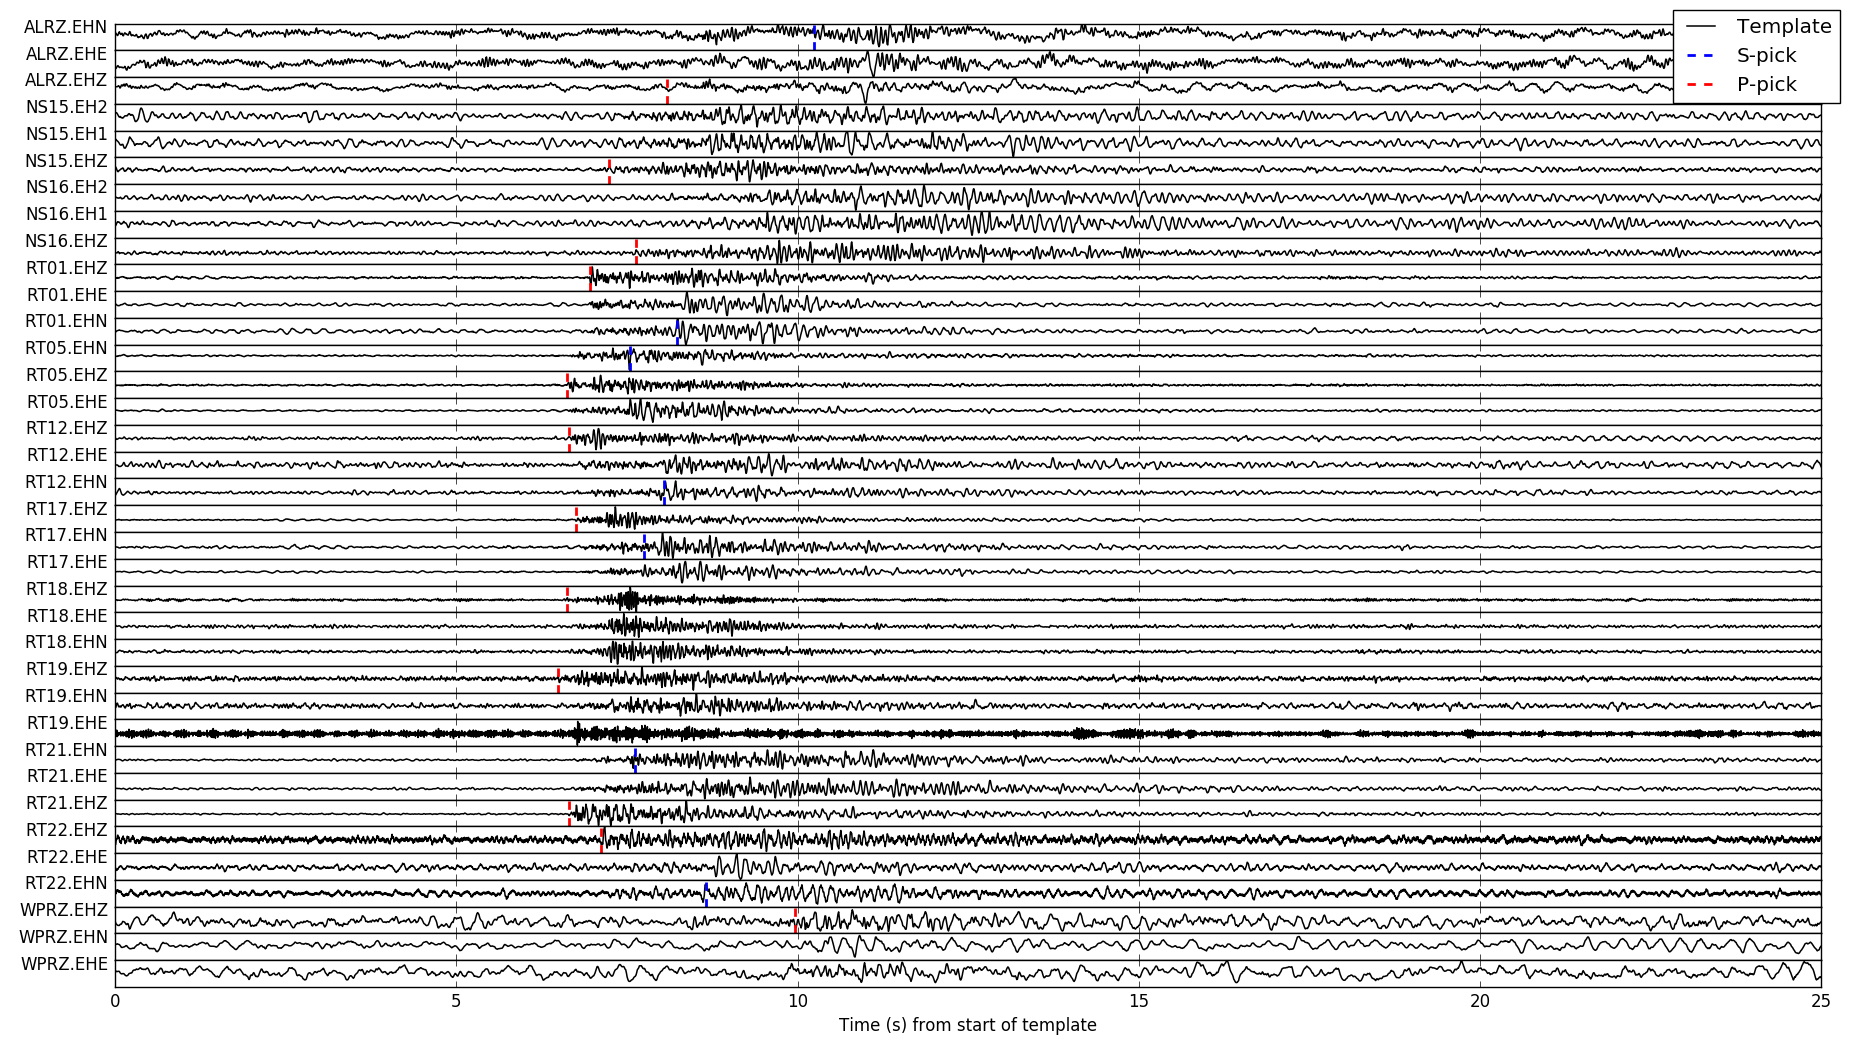 ALRZ.EHN
ALRZ.EHE
ALRZ.EHZ
NS15.EH2
NS15.EH1
NS15.EHZ
NS16.EH2
NS16.EH1
NS16.EHZ
RT01.EHZ
RT01.EHE
RT01.EHN
RT05.EHN
RT05.EHZ
RT05.EHE
RT12.EHZ
RT12.EHE
RT12.EHN
RT17.EHZ
RT17.EHN
RT17.EHE
RT18.EHZ
RT18.EHE
RT18.EHN
RT19.EHZ
RT19.EHN
RT19.EHE
RT21.EHN
RT21.EHE
RT21.EHZ
RT22.EHZ
RT22.EHE
RT22.EHN
WPRZ.EHZ
WPRZ.EHN
WPRZ.EHE
Template
S-pick
P-pick
0 5 10 15 20 25
Time (s) from start of template